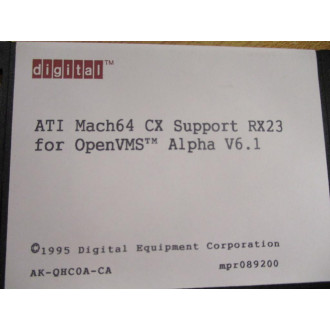 digital™
ATI Mach64 CX Support RX23
for OpenVMS™ Alpha V6.1
©1995 Digital Equipment Corporation
AK-QHC0A-CA mpr089200